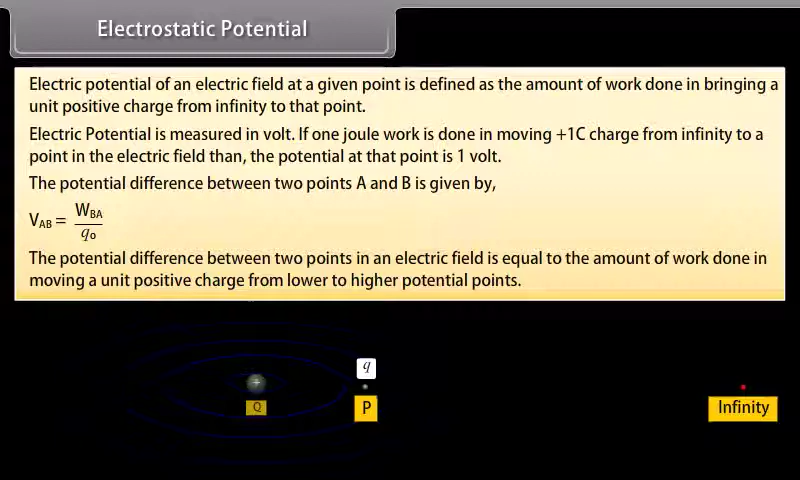 Electrostatic Potential
Electric potential of an electric field at a given point is defined as the amount of work done in bringing a
unit positive charge from infinity to that point.
Electric Potential is measured in volt. If one joule work is done in moving +1C charge from infinity to a
point in the electric field than, the potential at that point is 1 volt.
The potential difference between two points A and B is given by,
V_AB = W_BA / q_o
The potential difference between two points in an electric field is equal to the amount of work done in
moving a unit positive charge from lower to higher potential points.
q
+
Q
P
Infinity